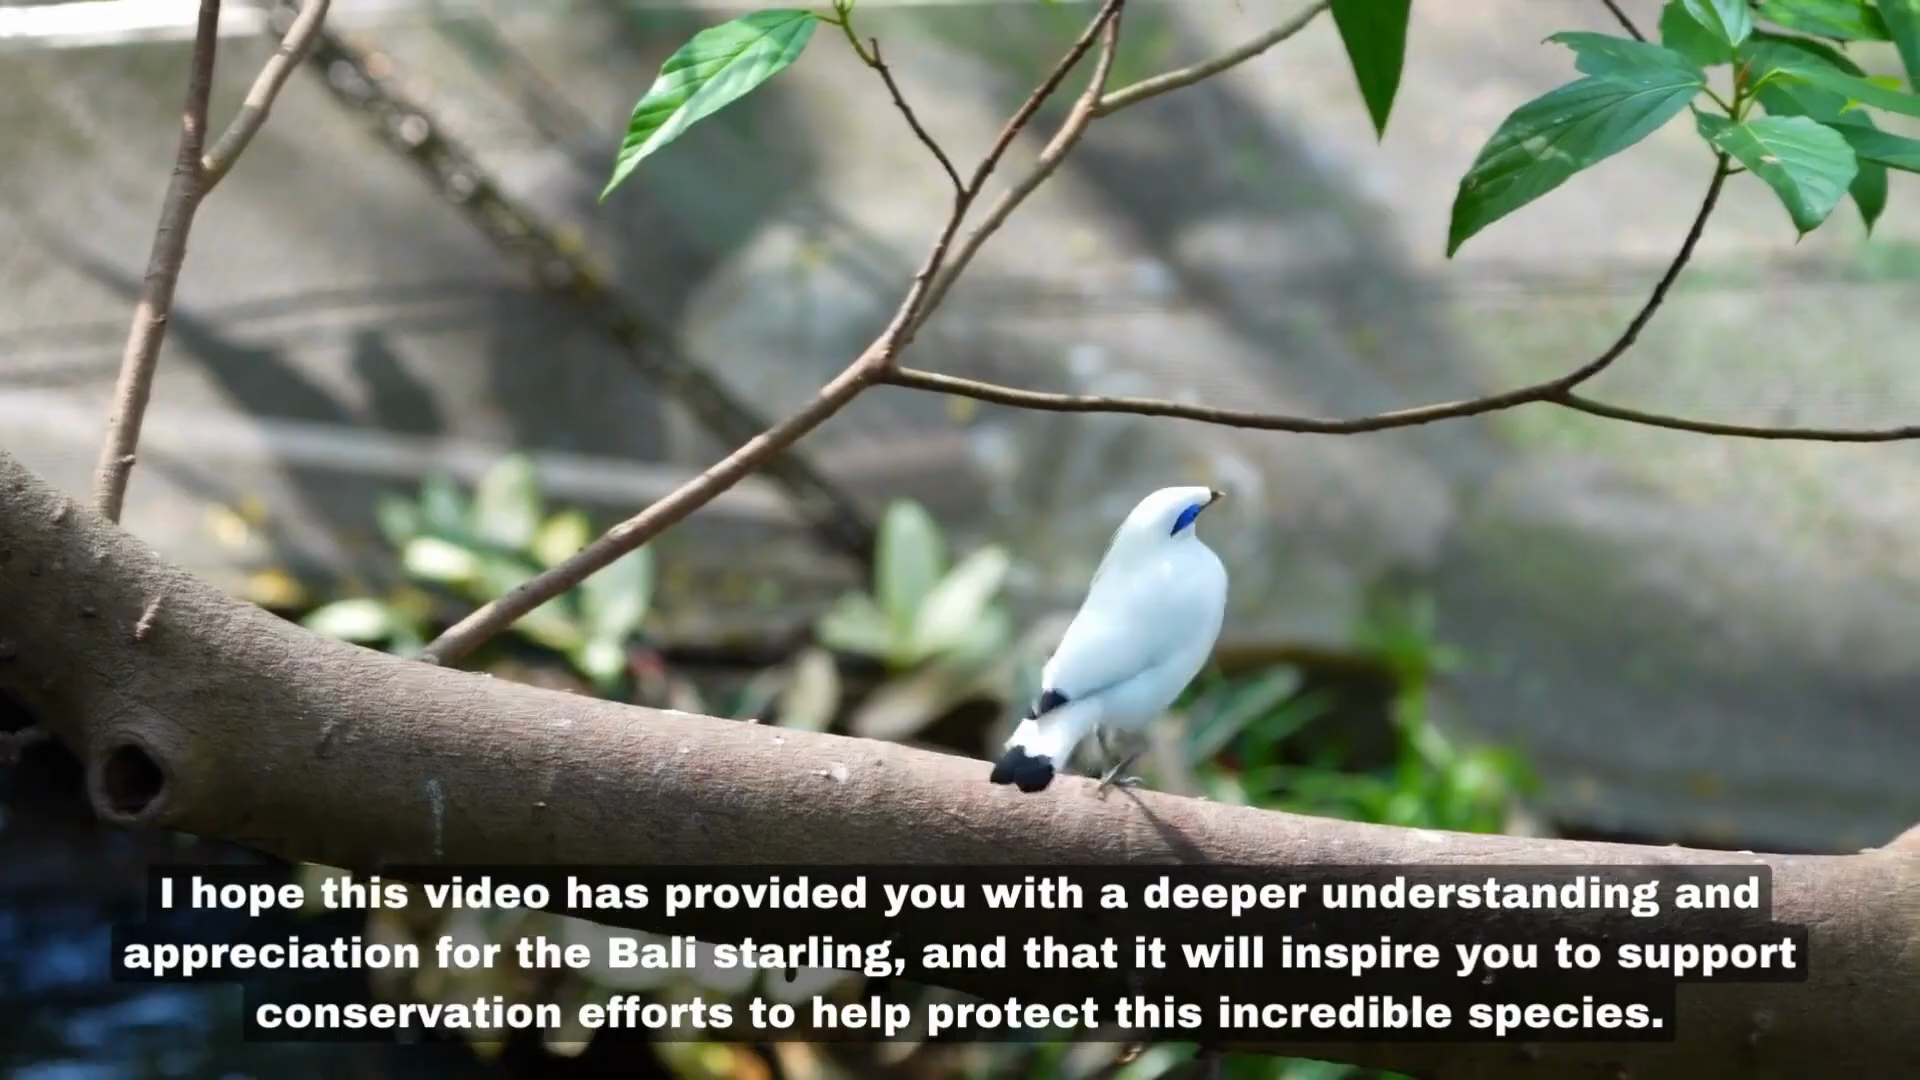 I hope this video has provided you with a deeper understanding and
appreciation for the Bali starling, and that it will inspire you to support
conservation efforts to help protect this incredible species.